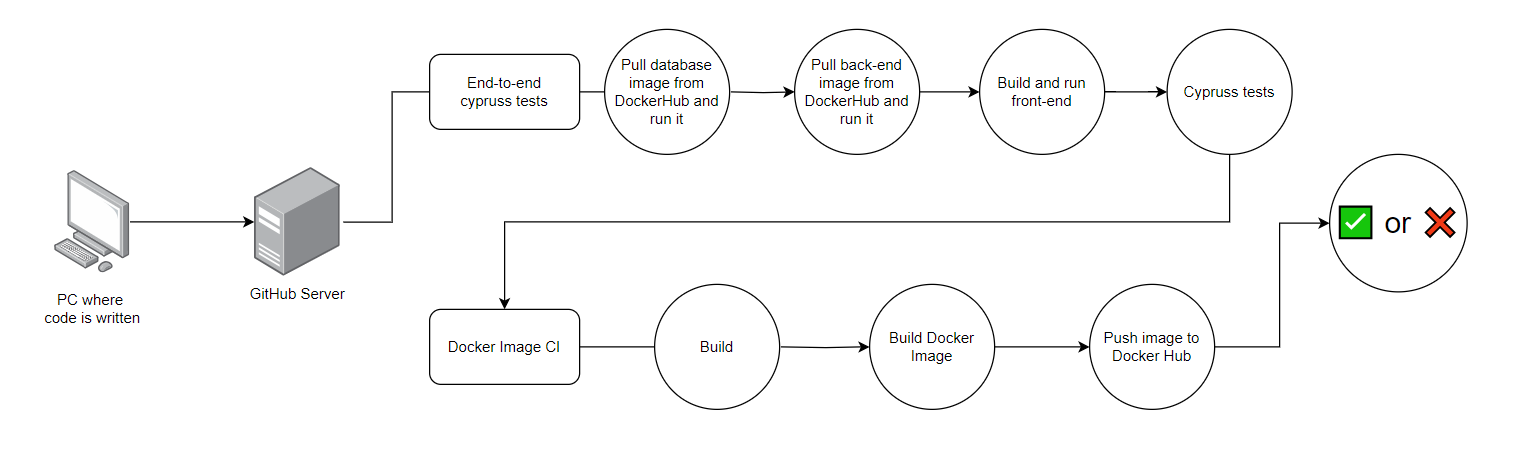 End-to-end
cypruss tests
Pull database
image from
DockerHub and
run it
Pull back-end
image from
DockerHub and
run it
Build and run
front-end
Cypruss tests
PC where
code is written
GitHub Server
or
Docker Image CI
Build
Build Docker
Image
Push image to
Docker Hub